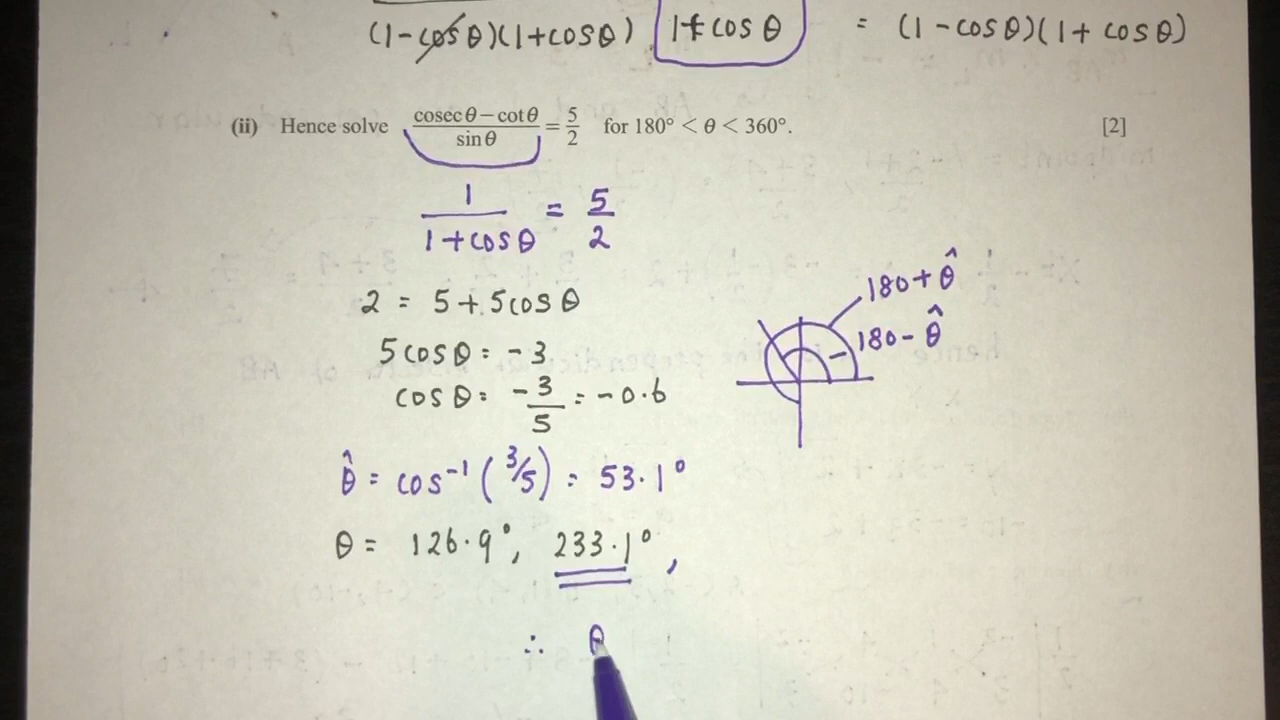 (1-cosθ)(1+cosθ) 1+cosθ = (1-cosθ)(1+cosθ)
(ii) Hence solve (cosec θ − cot θ)/(sin θ) = 5/2 for 180° < θ < 360°. [2]
1/(1+cosθ) = 5/2
2 = 5+5cosθ
180+θ̂
180-θ̂
5cosθ = -3
cosθ = -3/5 = -0.6
θ̂ = cos⁻¹(3/5) = 53.1°
θ = 126.9°, 233.1°,
∴ θ